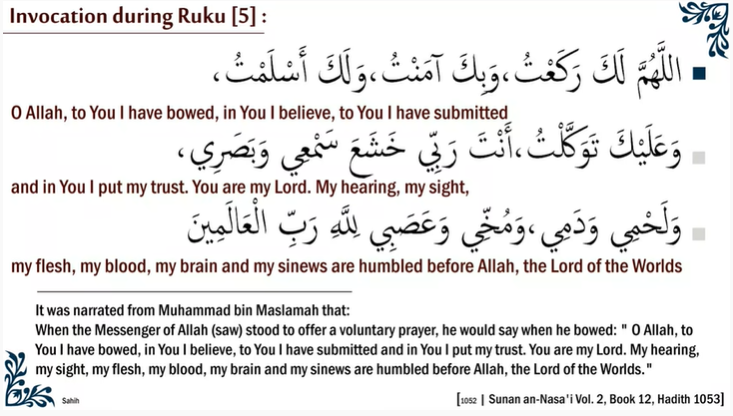 Invocation during Ruku [5] :
اللَّهُمَّ لَكَ رَكَعْتُ، وَبِكَ آمَنْتُ، وَلَكَ أَسْلَمْتُ،
O Allah, to You I have bowed, in You I believe, to You I have submitted
وَعَلَيْكَ تَوَكَّلْتُ، أَنْتَ رَبِّي خَشَعَ سَمْعِي وَبَصَرِي،
and in You I put my trust. You are my Lord. My hearing, my sight,
وَلَحْمِي وَدَمِي، وَمُخِّي وَعَصَبِي لِلَّهِ رَبِّ الْعَالَمِينَ
my flesh, my blood, my brain and my sinews are humbled before Allah, the Lord of the Worlds
It was narrated from Muhammad bin Maslamah that:
When the Messenger of Allah (saw) stood to offer a voluntary prayer, he would say when he bowed: " O Allah, to
You I have bowed, in You I believe, to You I have submitted and in You I put my trust. You are my Lord. My hearing,
my sight, my flesh, my blood, my brain and my sinews are humbled before Allah, the Lord of the Worlds."
Sahih
[1052 | Sunan an-Nasa'i Vol. 2, Book 12, Hadith 1053]